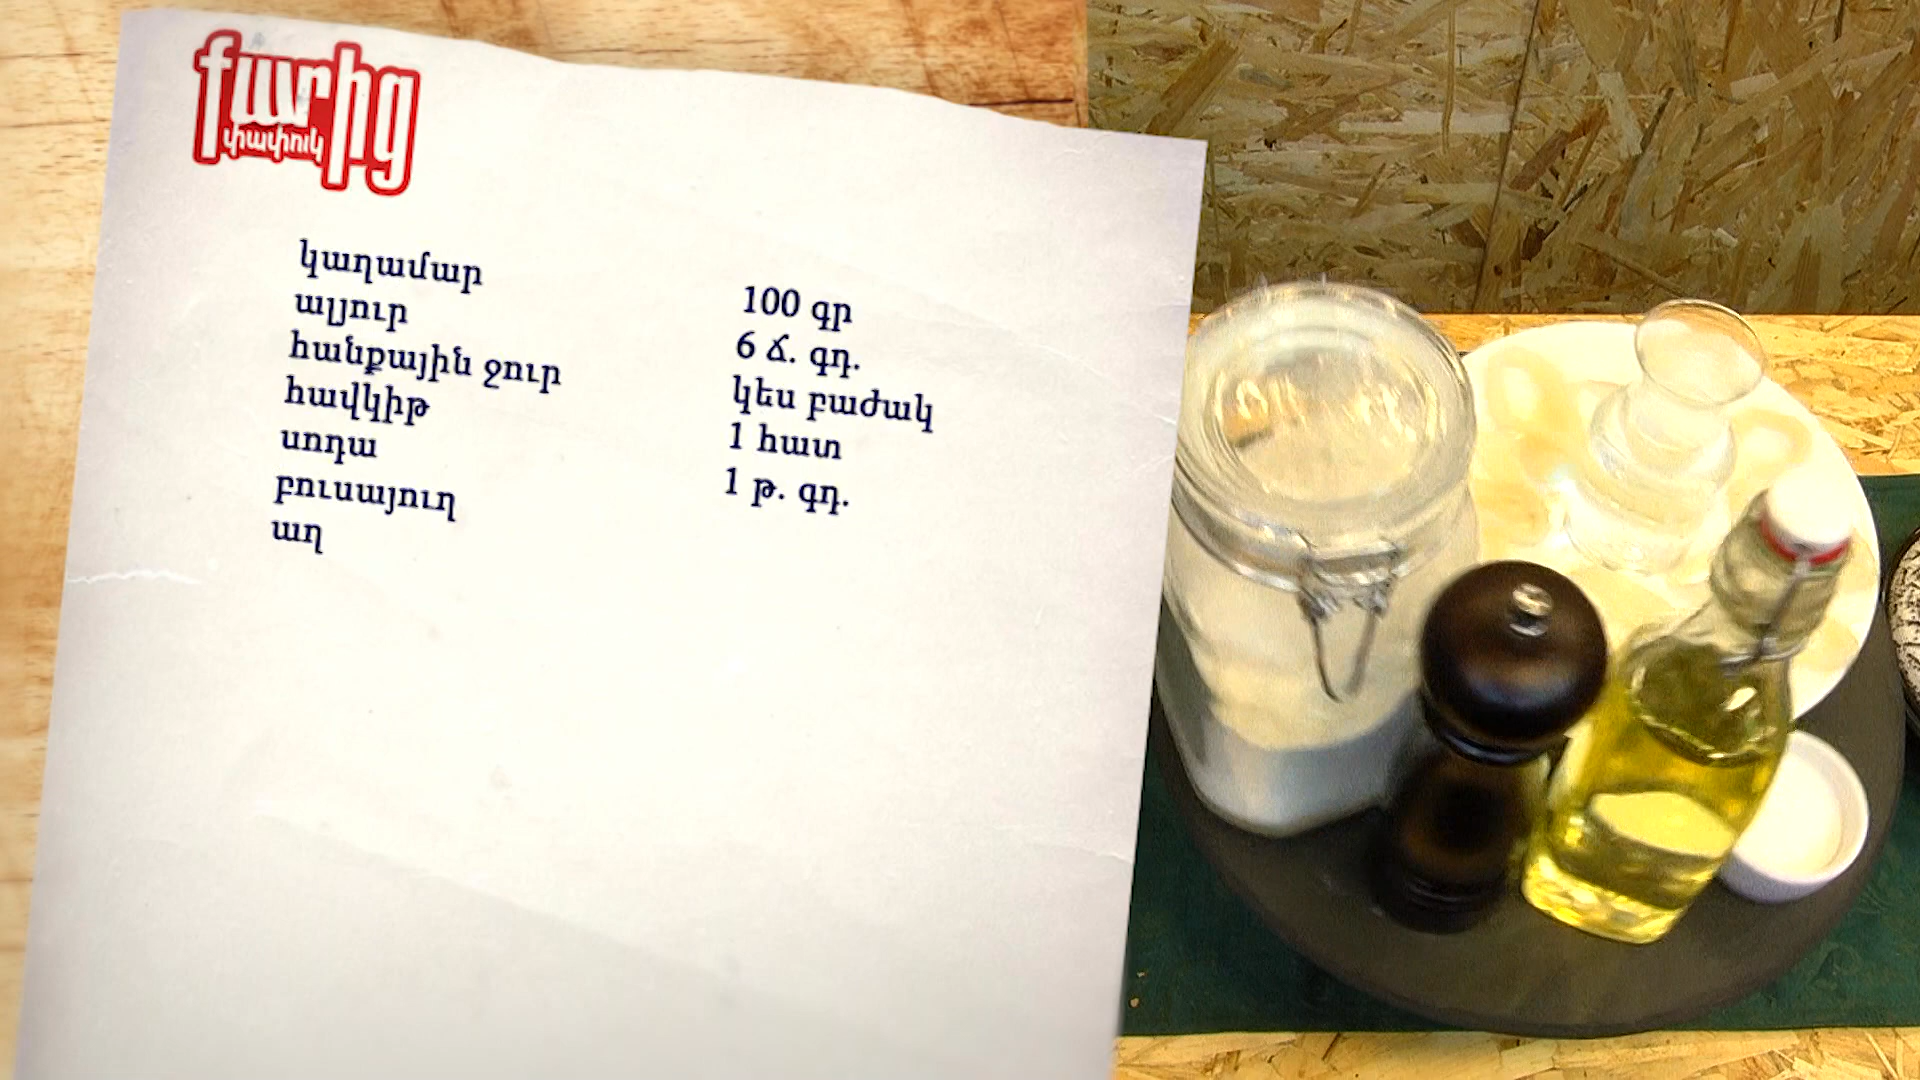 բարից
փափուկ
կաղամար 100 գր
ալյուր 6 ճ. գդ.
հանքային ջուր կես բաժակ
հավկիթ 1 հատ
սոդա 1 թ. գդ.
բուսայուղ
աղ